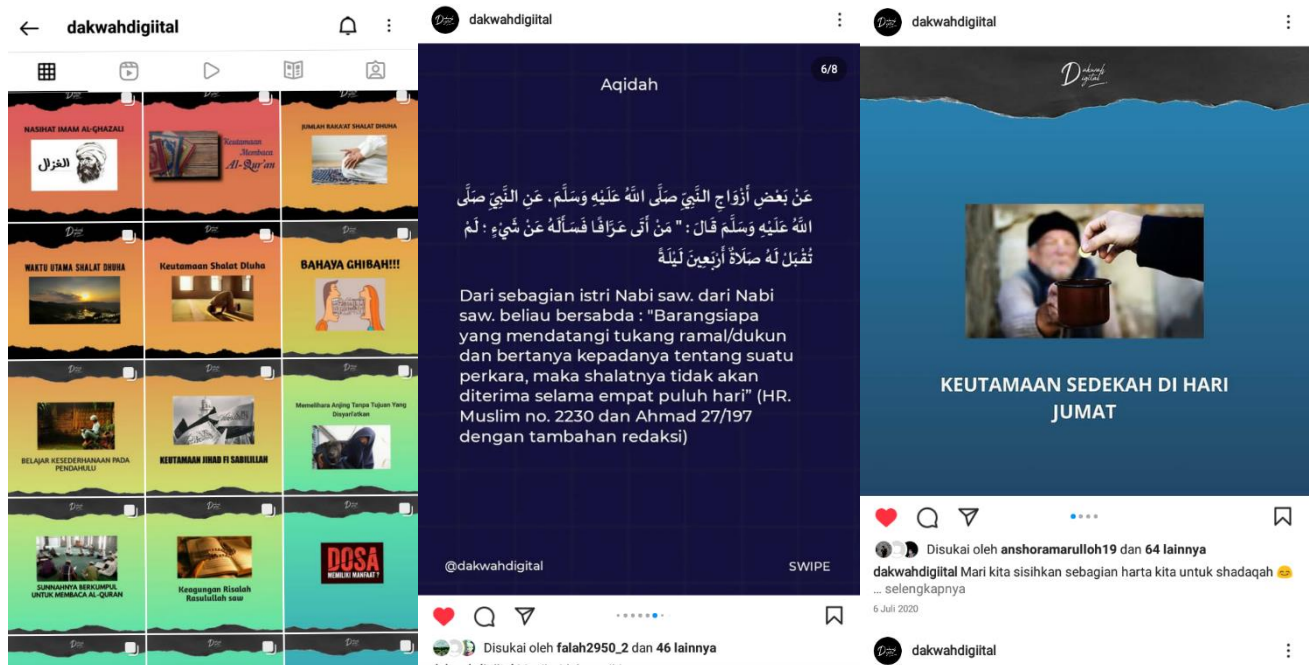 dakwahdigiital
NASIHAT IMAM AL-GHAZALI
الغزالي
Keutamaan
Membaca
Al-Qur'an
JUMLAH RAKA'AT SHALAT DHUHA
WAKTU UTAMA SHALAT DHUHA
Keutamaan Sholat Dluha
BAHAYA GHIBAH!!!
BELAJAR KESEDERHANAAN PADA
PENDAHULU
KEUTAMAAN JIHAD FI SABILILLAH
Memelihara Anjing Tanpa Tujuan Yang
Disyari'atkan
SUNNAHNYA BERKUMPUL
UNTUK MEMBACA AL-QURAN
Keagungan Risalah
Rasulullah saw
DOSA
MEMILIKI MANFAAT ?
dakwahdigiital
6/8
Aqidah
عَنْ بَعْضِ أَزْوَاجِ النَّبِيِّ صَلَّى اللَّهُ عَلَيْهِ وَسَلَّمَ، عَنِ النَّبِيِّ صَلَّى
اللَّهُ عَلَيْهِ وَسَلَّمَ قَالَ : " مَنْ أَتَى عَرَّافًا فَسَأَلَهُ عَنْ شَيْءٍ ؛ لَمْ
تُقْبَلْ لَهُ صَلَاةٌ أَرْبَعِينَ لَيْلَةً
Dari sebagian istri Nabi saw. dari Nabi
saw. beliau bersabda : "Barangsiapa
yang mendatangi tukang ramal/dukun
dan bertanya kepadanya tentang suatu
perkara, maka shalatnya tidak akan
diterima selama empat puluh hari" (HR.
Muslim no. 2230 dan Ahmad 27/197
dengan tambahan redaksi)
@dakwahdigital
SWIPE
Disukai oleh falah2950_2 dan 46 lainnya
dakwahdigiital
Dakwah
Digital
KEUTAMAAN SEDEKAH DI HARI
JUMAT
Disukai oleh anshoramarulloh19 dan 64 lainnya
dakwahdigiital Mari kita sisihkan sebagian harta kita untuk shadaqah 😊
... selengkapnya
6 Juli 2020
dakwahdigiital